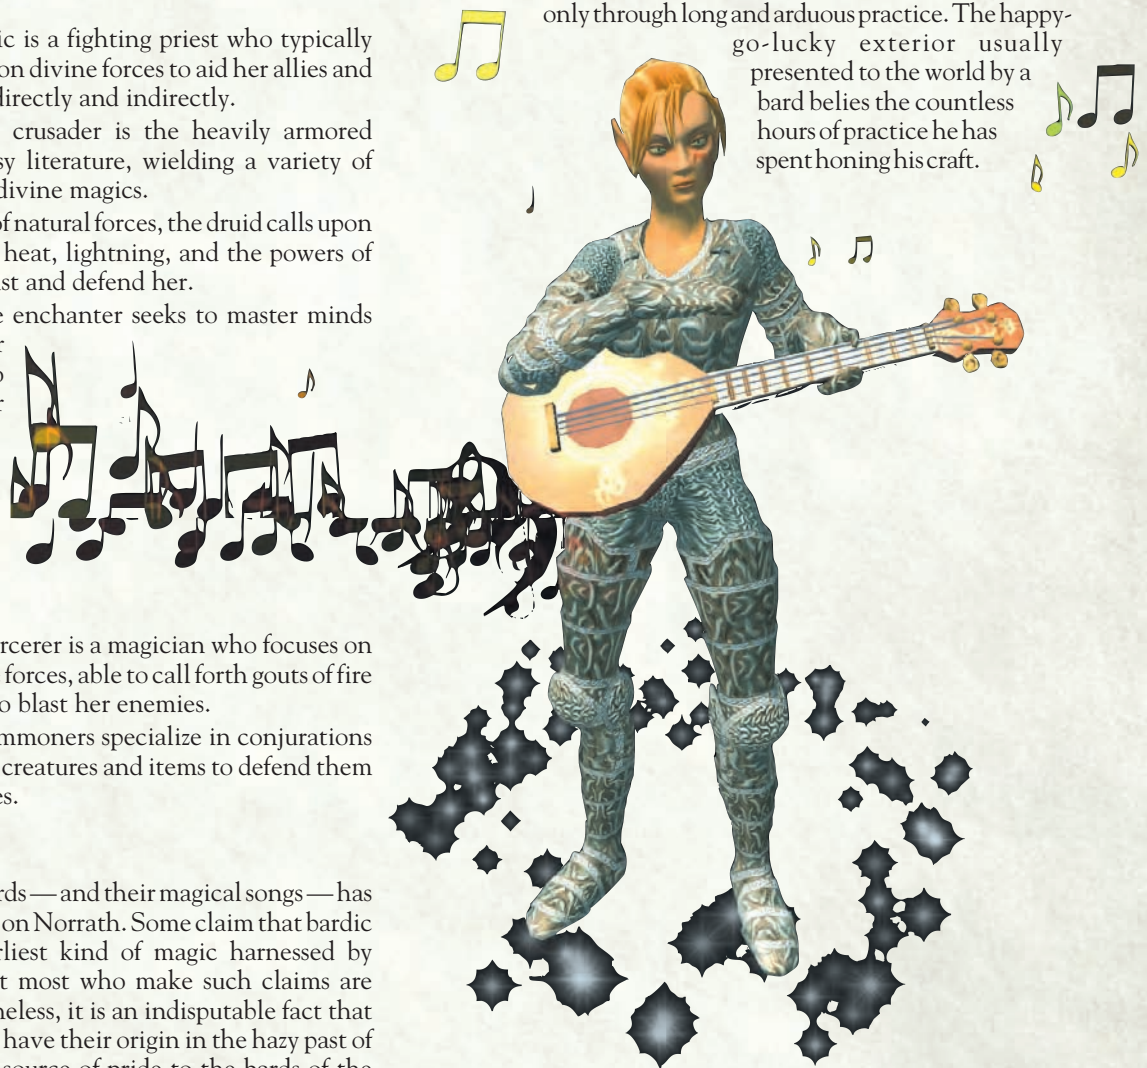 ic is a fighting priest who typically
on divine forces to aid her allies and
directly and indirectly.
crusader is the heavily armored
sy literature, wielding a variety of
divine magics.
of natural forces, the druid calls upon
heat, lightning, and the powers of
st and defend her.
e enchanter seeks to master minds
r
o
r
rcerer is a magician who focuses on
forces, able to call forth gouts of fire
o blast her enemies.
mmoners specialize in conjurations
creatures and items to defend them
es.
rds — and their magical songs — has
on Norrath. Some claim that bardic
rliest kind of magic harnessed by
t most who make such claims are
heless, it is an indisputable fact that
have their origin in the hazy past of
source of pride to the bards of the
only through long and arduous practice. The happy-
go-lucky exterior usually
presented to the world by a
bard belies the countless
hours of practice he has
spent honing his craft.